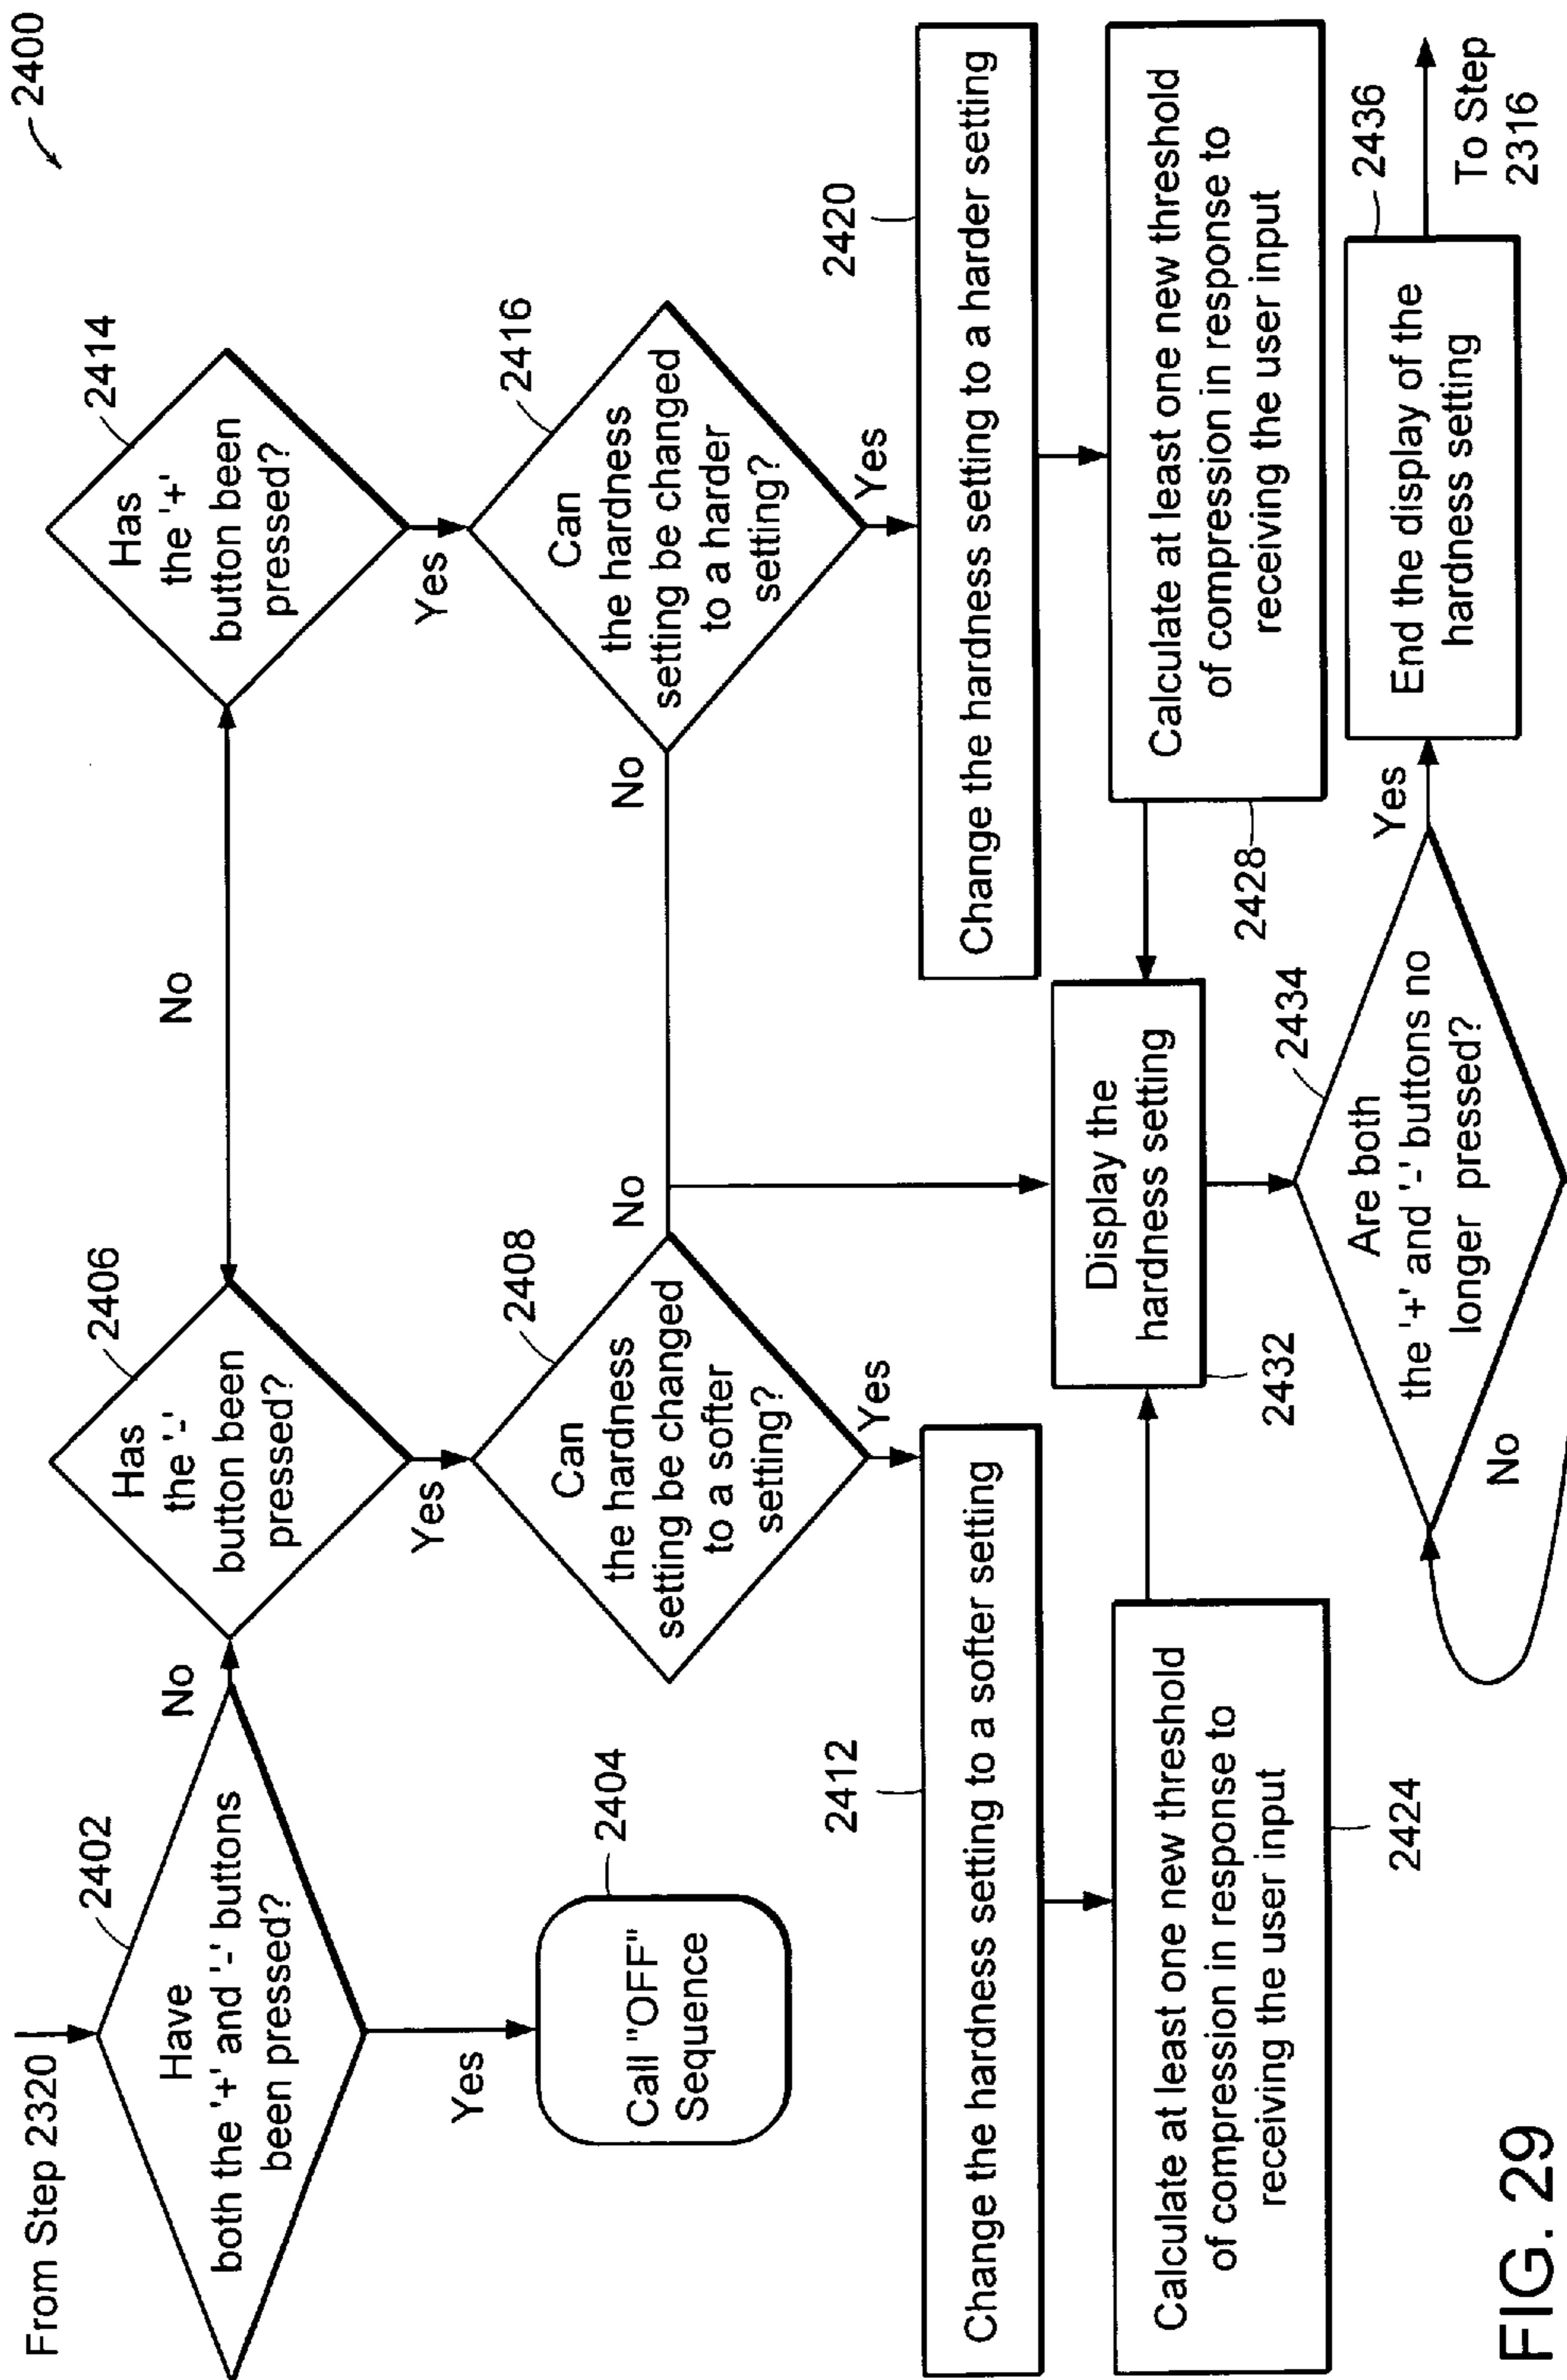 2400
From Step 2320
2402
Have
both the '+' and '-' buttons
been pressed?
No
Yes
2404
Call "OFF"
Sequence
2406
Has
the '-'
button been
pressed?
No
Yes
2414
Has
the '+'
button been
pressed?
Yes
2408
Can
the hardness
setting be changed
to a softer
setting?
No
Yes
2416
Can
the hardness
setting be changed
to a harder
setting?
No
Yes
2412
Change the hardness setting to a softer setting
2420
Change the hardness setting to a harder setting
Calculate at least one new threshold
of compression in response to
receiving the user input
2424
Display the
hardness setting
2432
Calculate at least one new threshold
of compression in response to
receiving the user input
2428
2434
Are both
the '+' and '-' buttons no
longer pressed?
No
Yes
2436
End the display of the
hardness setting
To Step
2316
FIG. 29